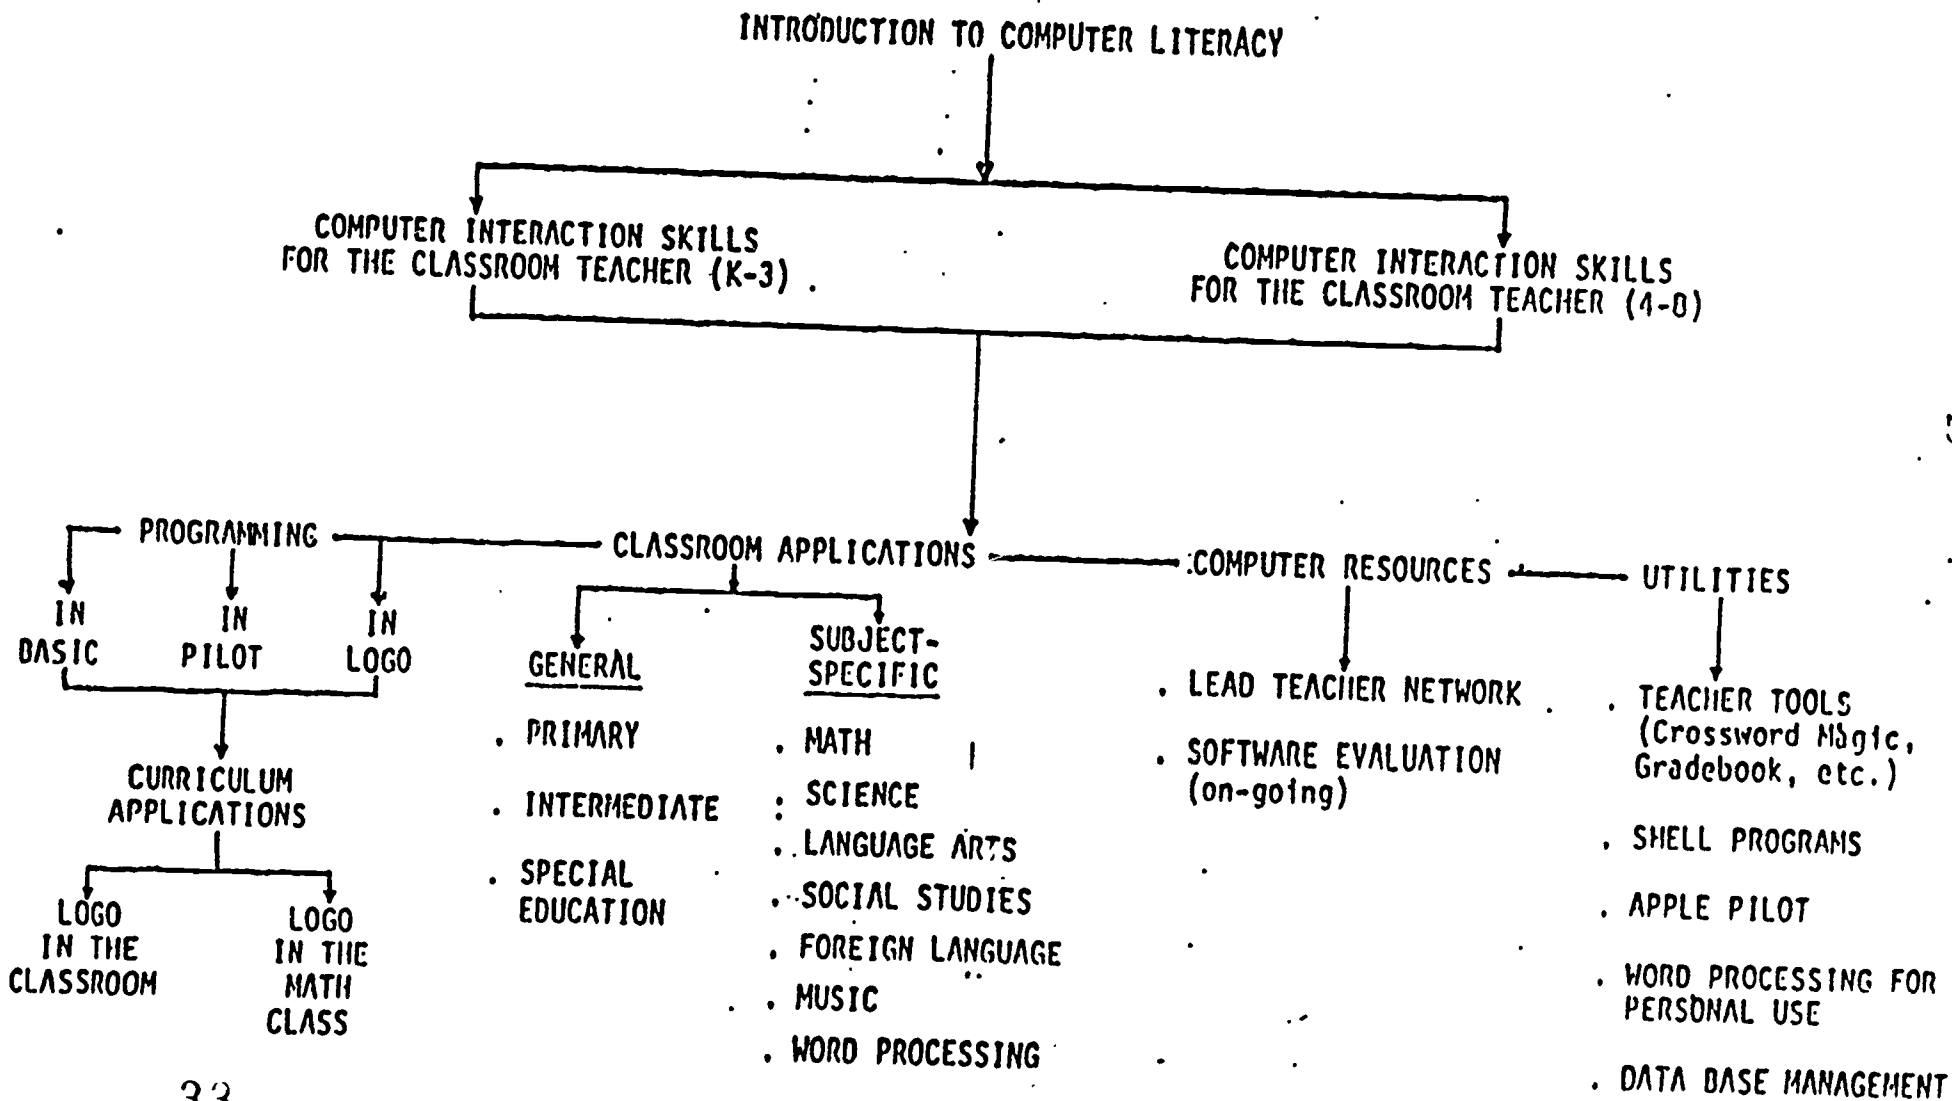 INTRODUCTION TO COMPUTER LITERACY
COMPUTER INTERACTION SKILLS
FOR THE CLASSROOM TEACHER (K-3)
COMPUTER INTERACTION SKILLS
FOR THE CLASSROOM TEACHER (4-8)
PROGRAMMING
CLASSROOM APPLICATIONS
COMPUTER RESOURCES
UTILITIES
IN
BASIC
IN
PILOT
IN
LOGO
CURRICULUM
APPLICATIONS
LOGO
IN THE
CLASSROOM
LOGO
IN THE
MATH
CLASS
GENERAL
. PRIMARY
. INTERMEDIATE
. SPECIAL
EDUCATION
SUBJECT-
SPECIFIC
. MATH
. SCIENCE
. LANGUAGE ARTS
. SOCIAL STUDIES
. FOREIGN LANGUAGE
. MUSIC
. WORD PROCESSING
. LEAD TEACHER NETWORK
. SOFTWARE EVALUATION
(on-going)
. TEACHER TOOLS
(Crossword Magic,
Gradebook, etc.)
. SHELL PROGRAMS
. APPLE PILOT
. WORD PROCESSING FOR
PERSONAL USE
. DATA BASE MANAGEMENT